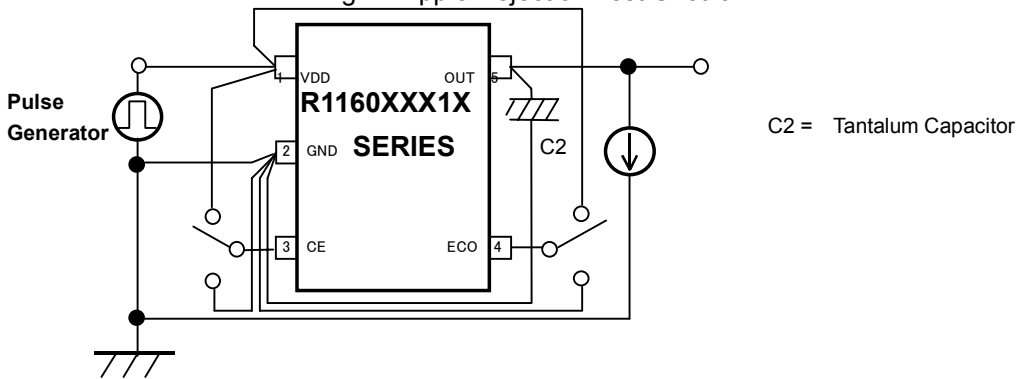 1 VDD OUT 5
R1160XXX1X
Pulse
Generator
2 GND SERIES
C2
C2 = Tantalum Capacitor
3 CE ECO 4